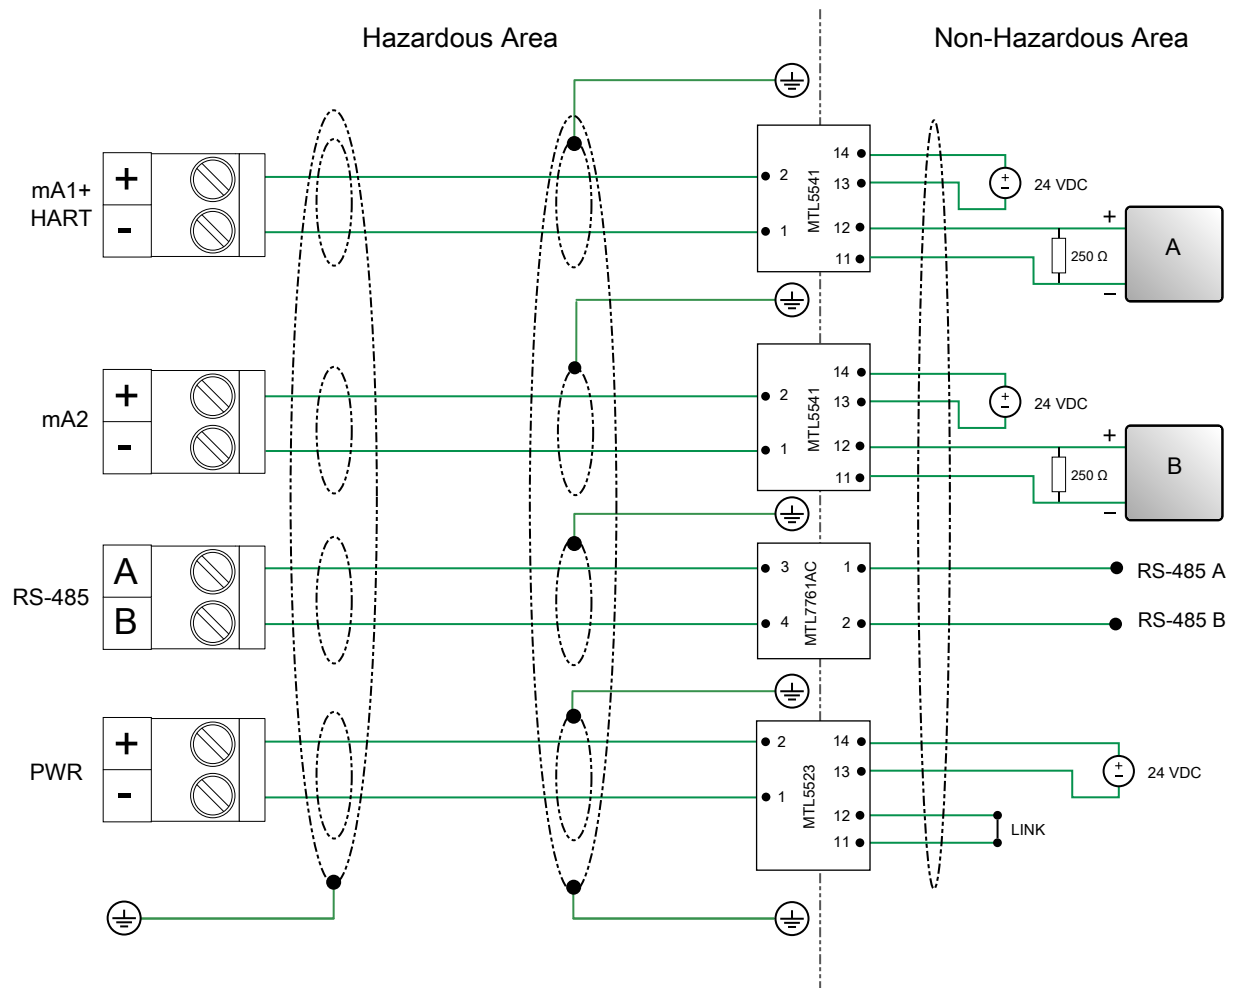 Hazardous Area
Non-Hazardous Area
mA1+
HART
+
-
2
1
MTL5541
14
13
12
11
+
-
24 VDC
250 Ω
+
–
A
mA2
+
-
2
1
MTL5541
14
13
12
11
+
-
24 VDC
250 Ω
+
–
B
RS-485
A
B
3
4
MTL7761AC
1
2
RS-485 A
RS-485 B
PWR
+
-
2
1
MTL5523
14
13
12
11
+
-
24 VDC
LINK